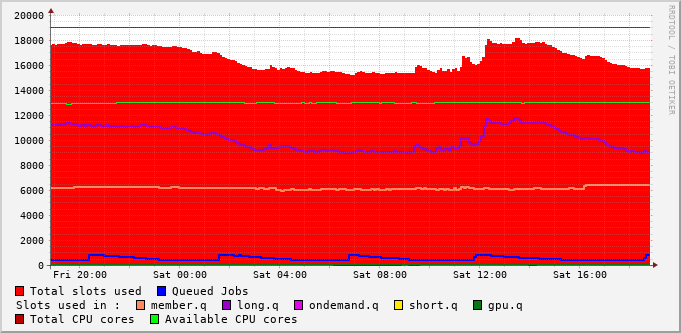 20000
18000
16000
14000
12000
10000
8000
6000
4000
2000
0
Fri 20:00 Sat 00:00 Sat 04:00 Sat 08:00 Sat 12:00 Sat 16:00
RRDTOOL / TOBI OETIKER
Total slots used Queued Jobs
Slots used in : member.q long.q ondemand.q short.q gpu.q
Total CPU cores Available CPU cores